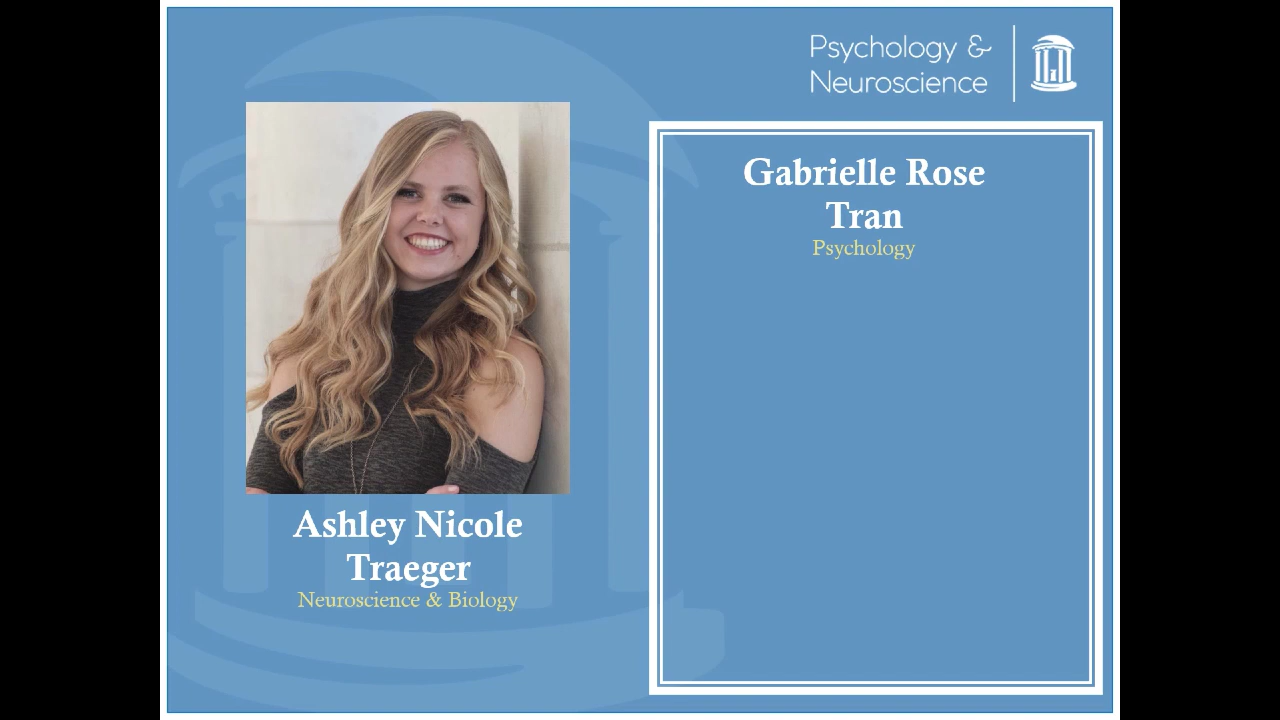 Psychology &
Neuroscience
Ashley Nicole
Traeger
Neuroscience & Biology
Gabrielle Rose
Tran
Psychology